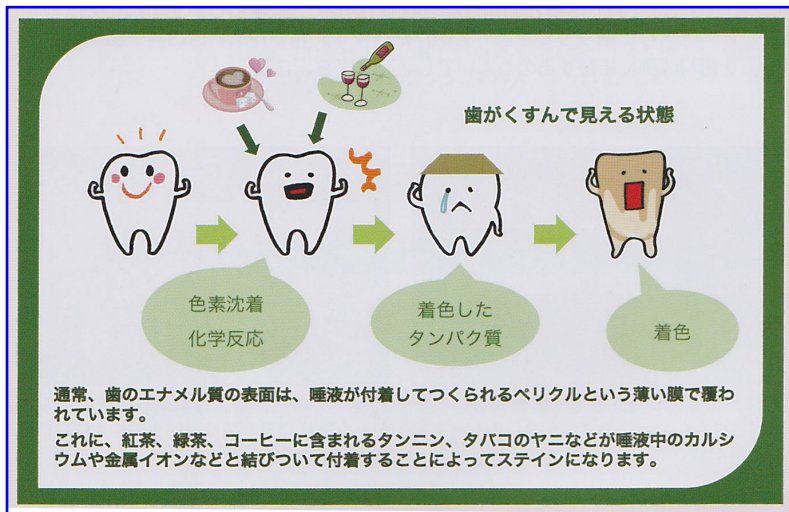 歯がくすんで見える状態
色素沈着
化学反応
着色した
タンパク質
着色
通常、歯のエナメル質の表面は、唾液が付着してつくられるペリクルという薄い膜で覆わ
れています。
これに、紅茶、緑茶、コーヒーに含まれるタンニン、タバコのヤニなどが唾液中のカルシ
ウムや金属イオンなどと結びついて付着することによってステインになります。